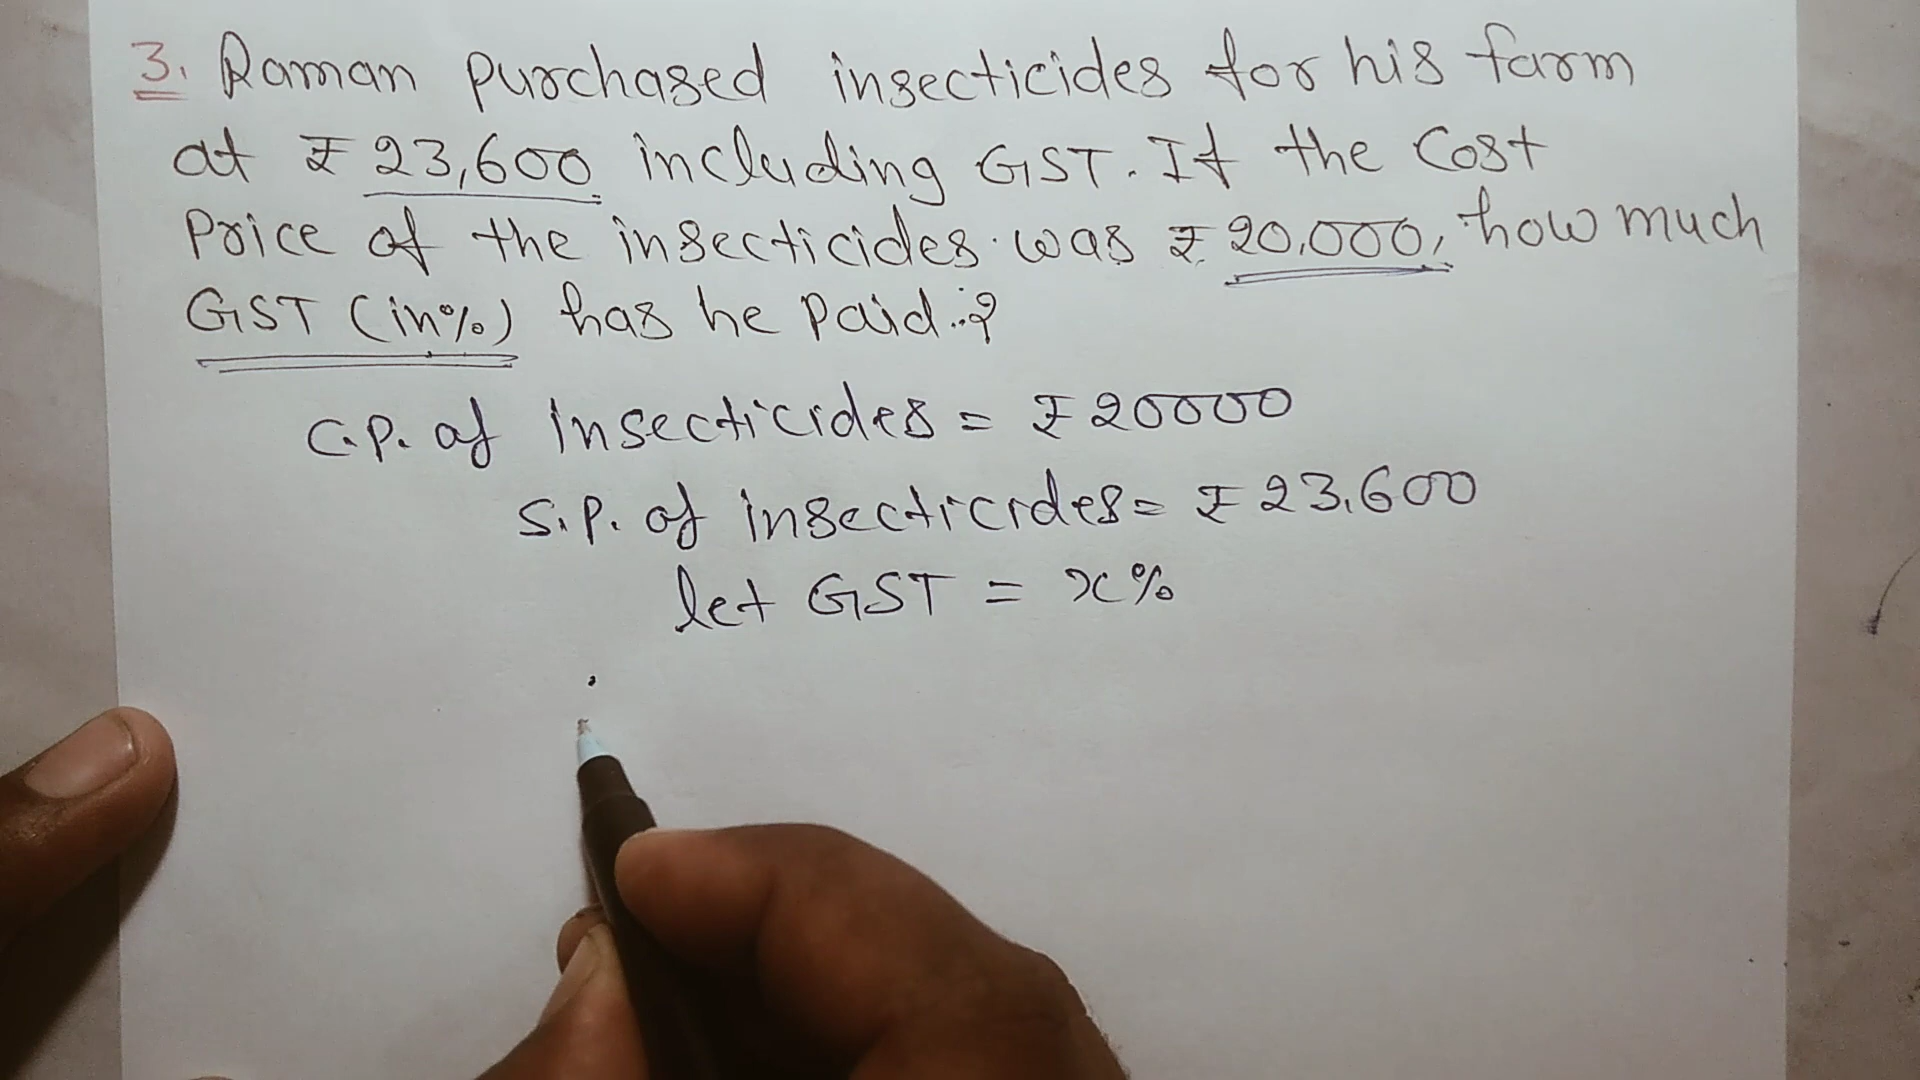 3. Raman purchased insecticides for his farm
at ₹ 23,600 including GST. If the Cost
Price of the insecticides was ₹ 20,000, how much
GST (in%) has he paid..?
C.P. of insecticides = ₹ 20000
S.P. of insecticides = ₹ 23,600
let GST = x%